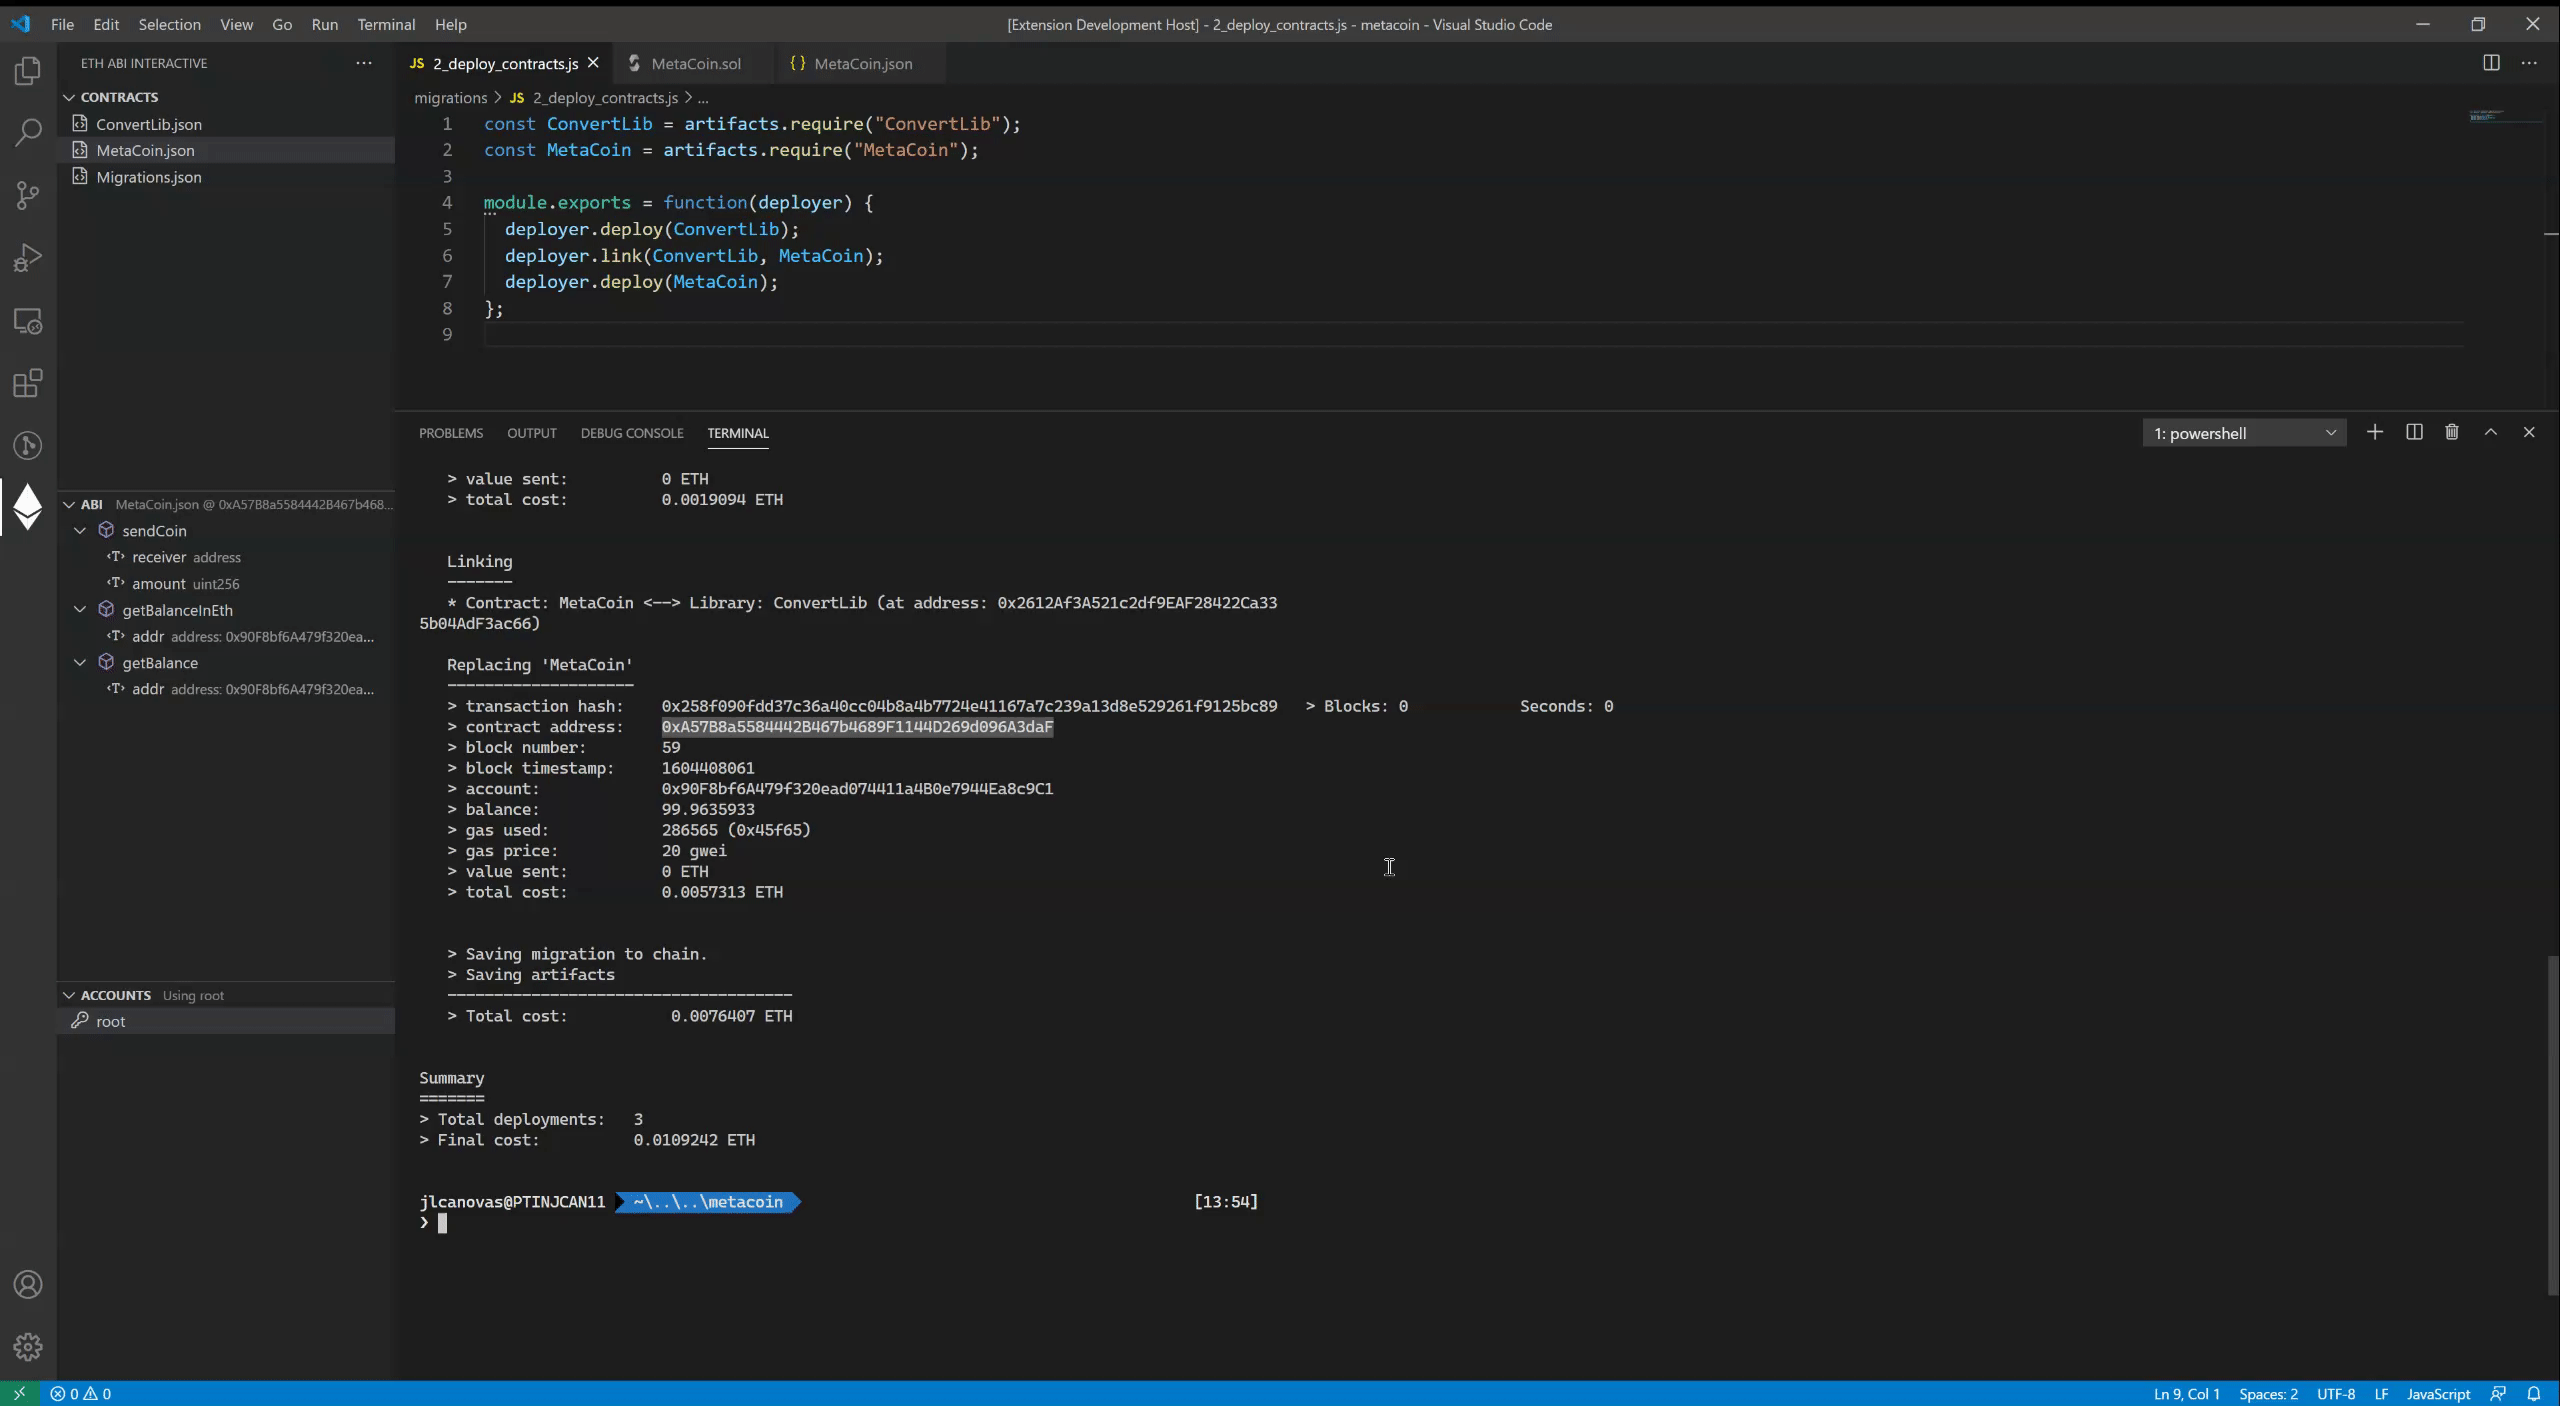 File Edit Selection View Go Run Terminal Help
[Extension Development Host] - 2_deploy_contracts.js - metacoin - Visual Studio Code
ETH ABI INTERACTIVE
CONTRACTS
ConvertLib.json
MetaCoin.json
Migrations.json
ABI MetaCoin.json @ 0xA57B8a5584442B467b468...
sendCoin
receiver address
amount uint256
getBalanceInEth
addr address: 0x90F8bf6A479f320ea...
getBalance
addr address: 0x90F8bf6A479f320ea...
ACCOUNTS Using root
root
JS 2_deploy_contracts.js MetaCoin.sol {} MetaCoin.json
migrations > JS 2_deploy_contracts.js > ...
1 const ConvertLib = artifacts.require("ConvertLib");
2 const MetaCoin = artifacts.require("MetaCoin");
3
4 module.exports = function(deployer) {
5 deployer.deploy(ConvertLib);
6 deployer.link(ConvertLib, MetaCoin);
7 deployer.deploy(MetaCoin);
8 };
9
PROBLEMS OUTPUT DEBUG CONSOLE TERMINAL 1: powershell
> value sent: 0 ETH
> total cost: 0.0019094 ETH
Linking
-------
* Contract: MetaCoin <--> Library: ConvertLib (at address: 0x2612Af3A521c2df9EAF28422Ca33
5b04AdF3ac66)
Replacing 'MetaCoin'
--------------------
> transaction hash: 0x258f090fdd37c36a40cc04b8a4b7724e41167a7c239a13d8e529261f9125bc89 > Blocks: 0 Seconds: 0
> contract address: 0xA57B8a5584442B467b4689F1144D269d096A3daF
> block number: 59
> block timestamp: 1604408061
> account: 0x90F8bf6A479f320ead074411a4B0e7944Ea8c9C1
> balance: 99.9635933
> gas used: 286565 (0x45f65)
> gas price: 20 gwei
> value sent: 0 ETH
> total cost: 0.0057313 ETH
> Saving migration to chain.
> Saving artifacts
-------------------------------------
> Total cost: 0.0076407 ETH
Summary
=======
> Total deployments: 3
> Final cost: 0.0109242 ETH
jlcanovas@PTINJCAN11 ~\..\..\metacoin [13:54]
❯
0 0 Ln 9, Col 1 Spaces: 2 UTF-8 LF JavaScript